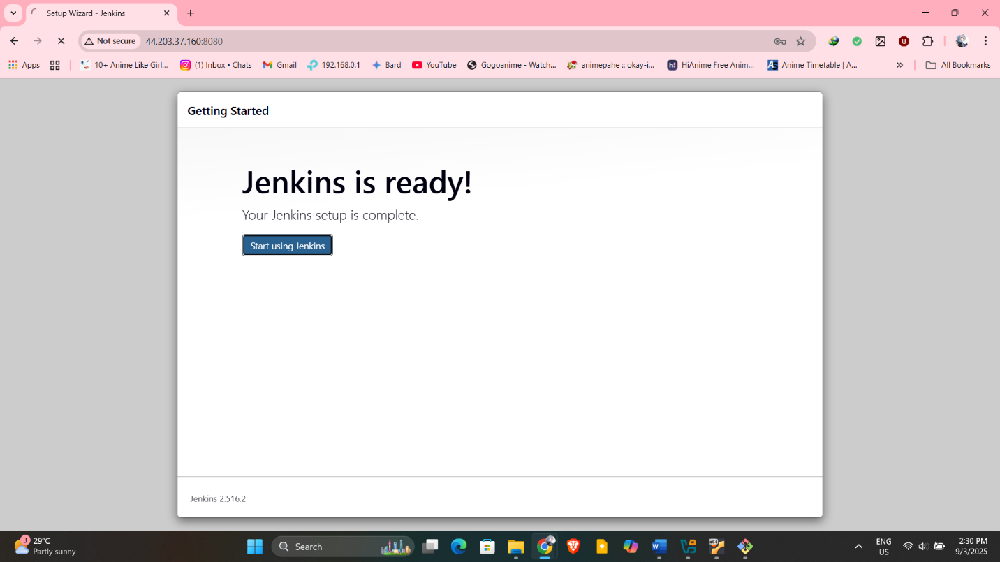 Setup Wizard - Jenkins
Not secure
44.203.37.160:8080
Apps
10+ Anime Like Girl...
(1) Inbox • Chats
Gmail
192.168.0.1
Bard
YouTube
Gogoanime - Watch...
animepahe :: okay-i...
h!
HiAnime Free Anim...
AS
Anime Timetable | A...
All Bookmarks
Getting Started
Jenkins is ready!
Your Jenkins setup is complete.
Start using Jenkins
Jenkins 2.516.2
3
29°C
Partly sunny
Search
ENG
US
2:30 PM
9/3/2025